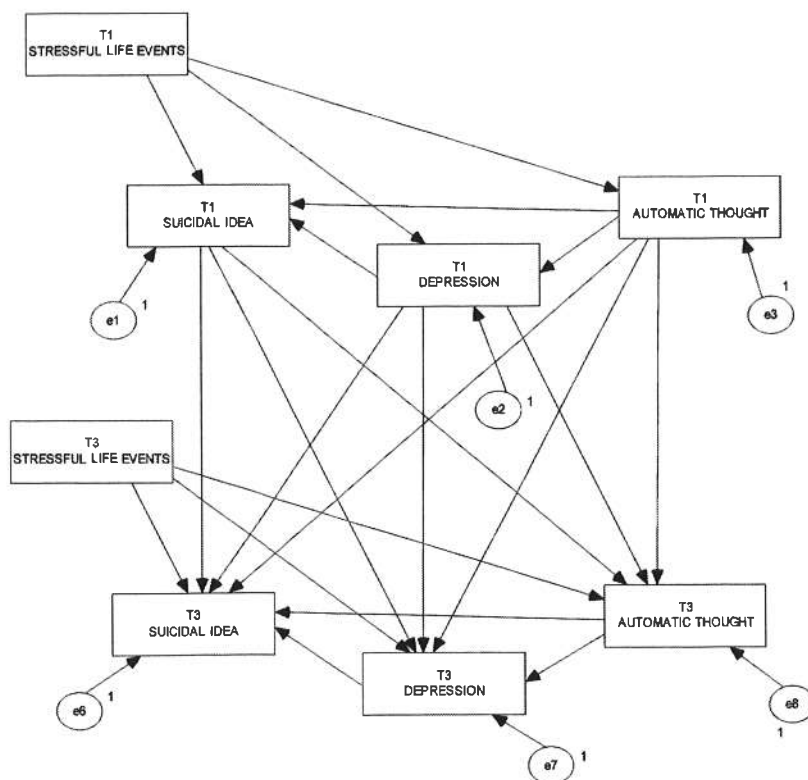 T1
STRESSFUL LIFE EVENTS
T1
SUICIDAL IDEA
T1
AUTOMATIC THOUGHT
T1
DEPRESSION
e1
1
e2
1
e3
1
T3
STRESSFUL LIFE EVENTS
T3
SUICIDAL IDEA
T3
AUTOMATIC THOUGHT
T3
DEPRESSION
e6
1
e7
1
e8
1